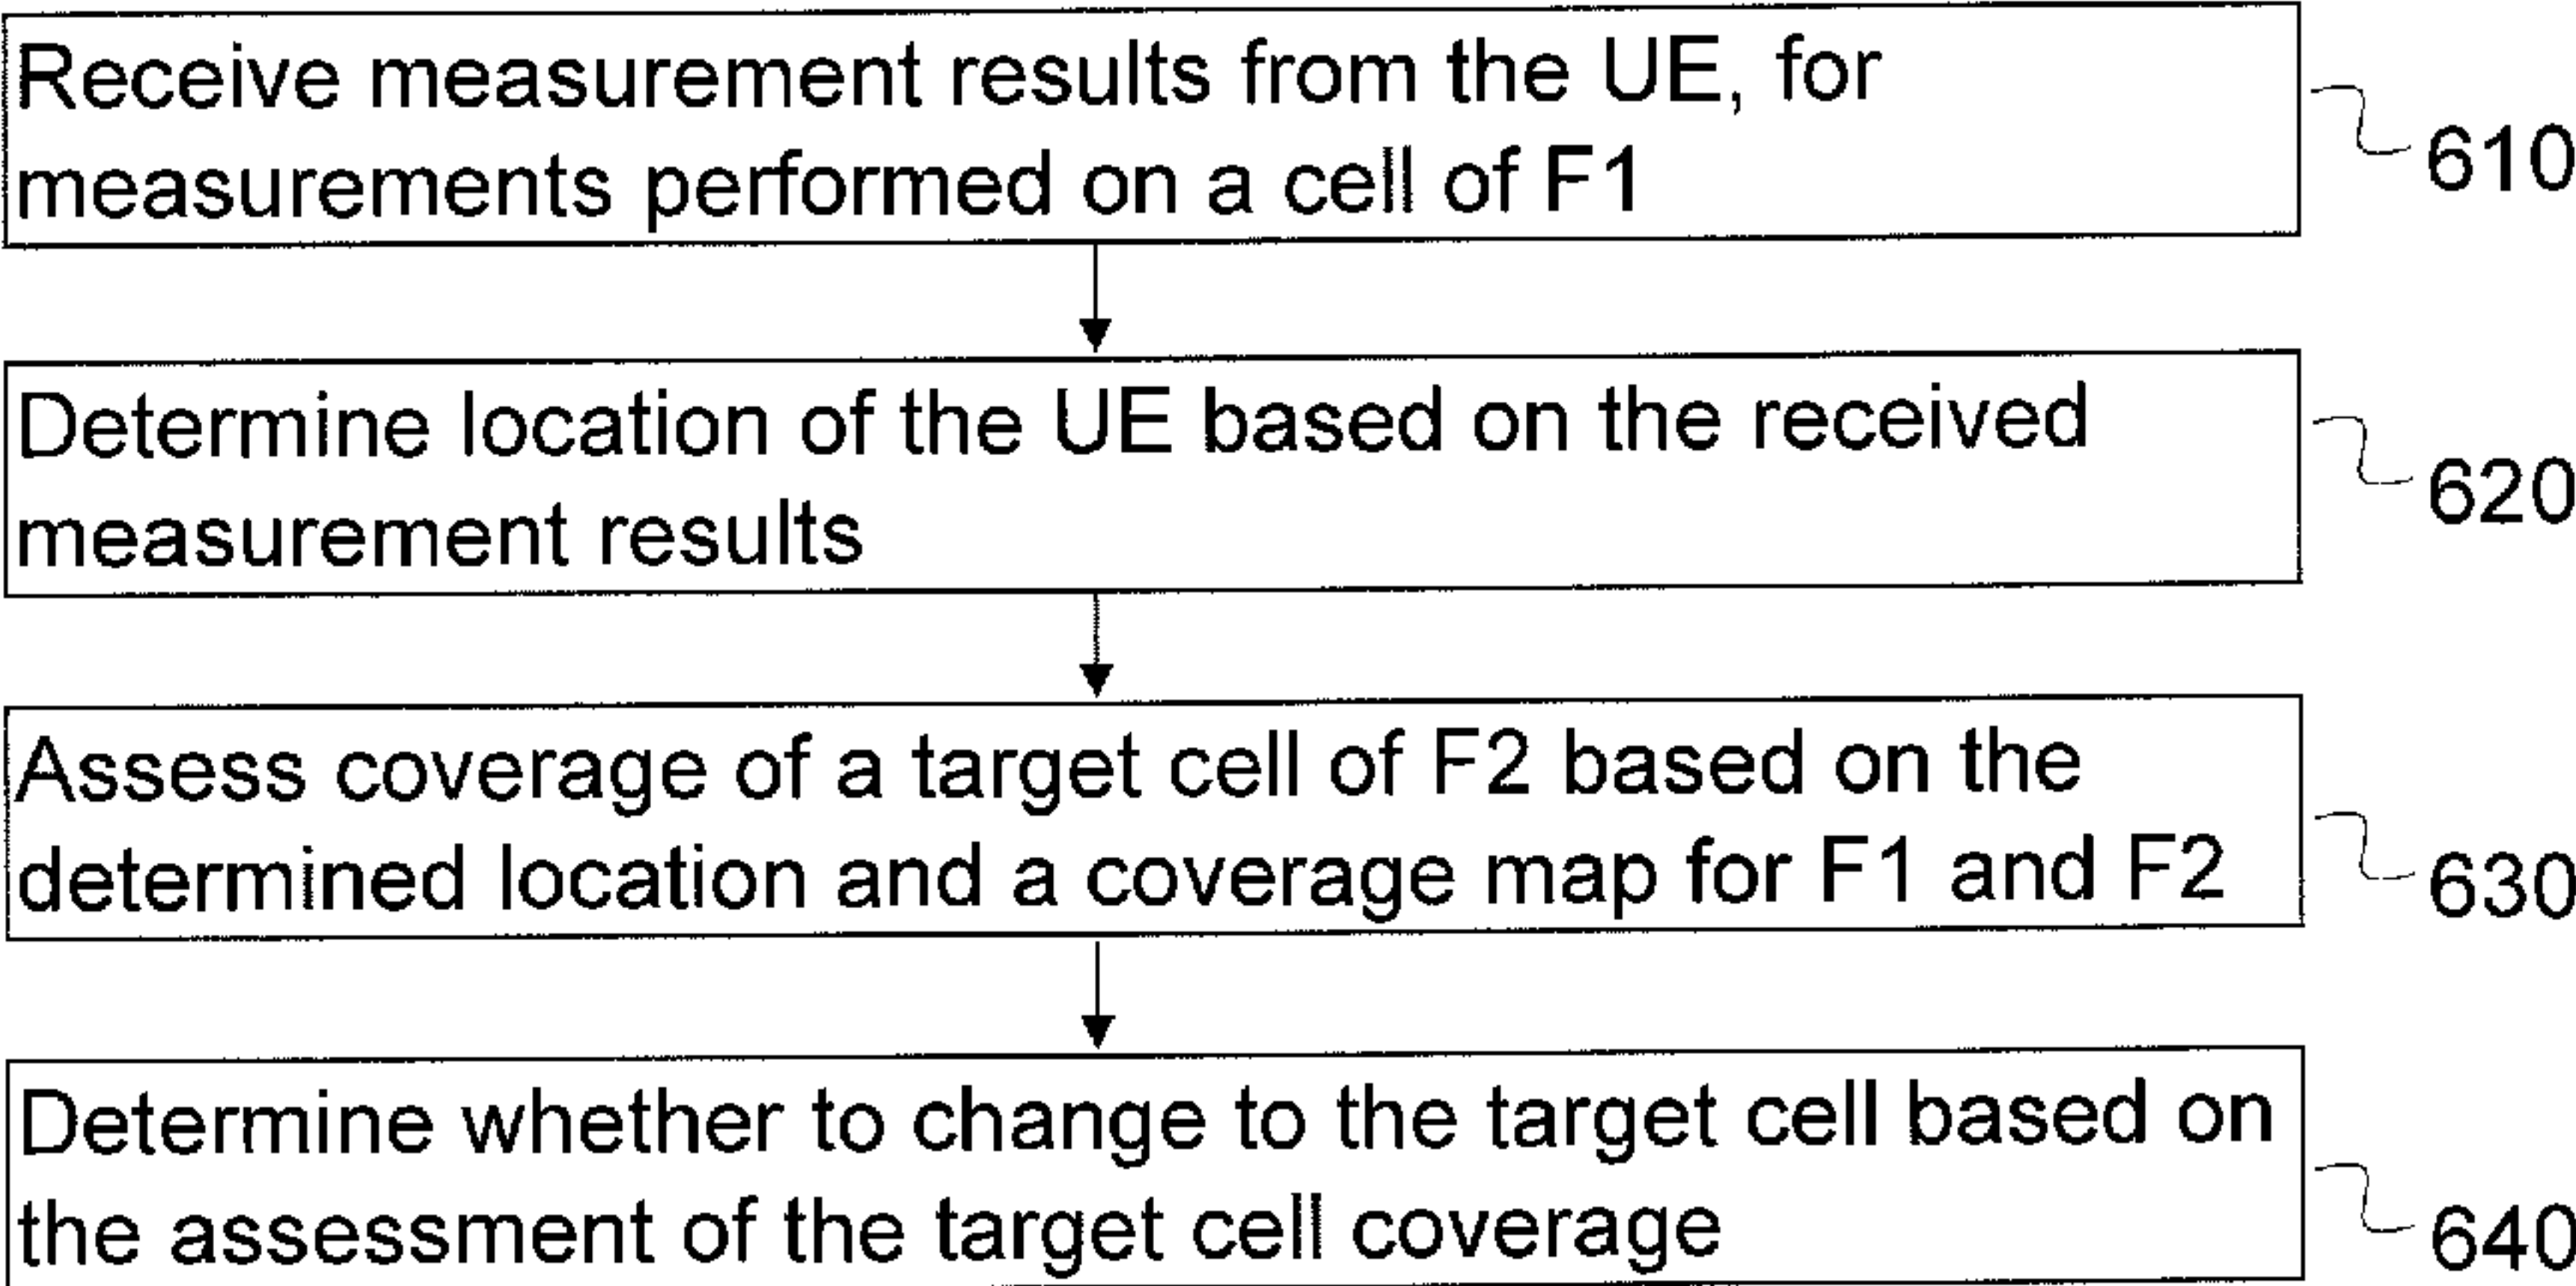 Receive measurement results from the UE, for
measurements performed on a cell of F1
610
Determine location of the UE based on the received
measurement results
620
Assess coverage of a target cell of F2 based on the
determined location and a coverage map for F1 and F2
630
Determine whether to change to the target cell based on
the assessment of the target cell coverage
640